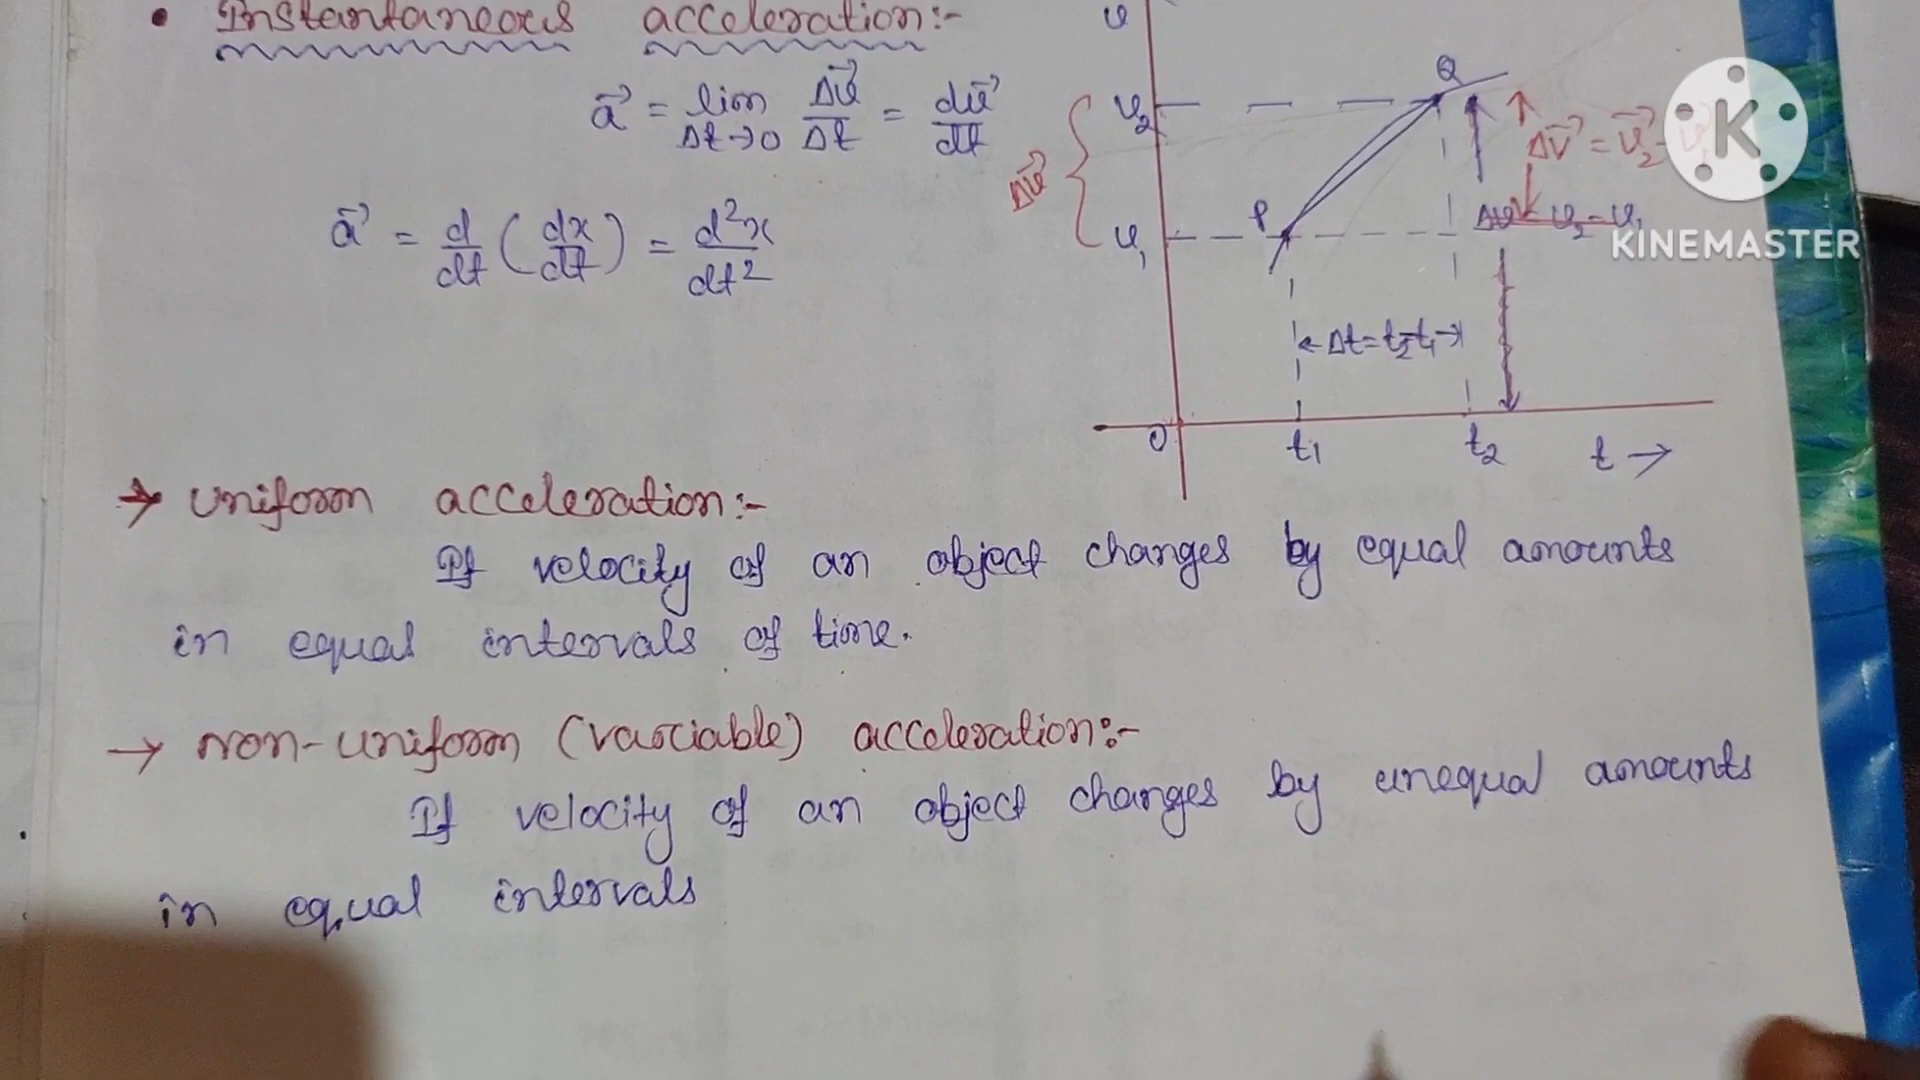 • Instantaneous acceleration:-
a⃗ = lim Δt→0 Δv⃗/Δt = dv⃗/dt
a⃗ = d/dt (dx/dt) = d²x/dt²
v
v₂
Q
Δv⃗
Δv⃗ = v⃗₂ -
K
KINEMASTER
P
v₁
Δv = v₂ - v₁
Δt = t₂-t₁
O
t₁
t₂
t →
→ uniform acceleration:-
If velocity of an object changes by equal amounts
in equal intervals of time.
→ non-uniform (variable) acceleration:-
If velocity of an object changes by unequal amounts
in equal intervals